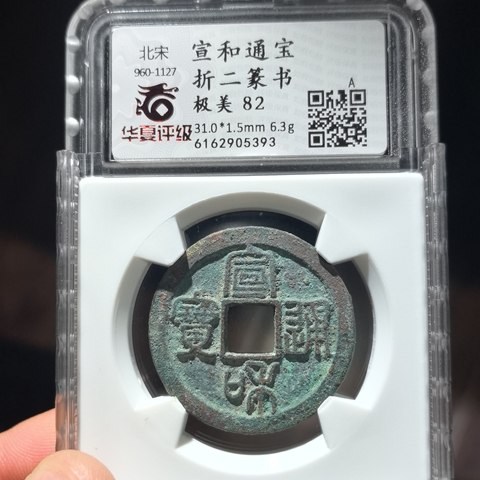 北宋
960-1127
华夏评级
宣和通宝
折二篆书
极美 82
A
31.0*1.5mm 6.3g
6162905393
宣和通寳